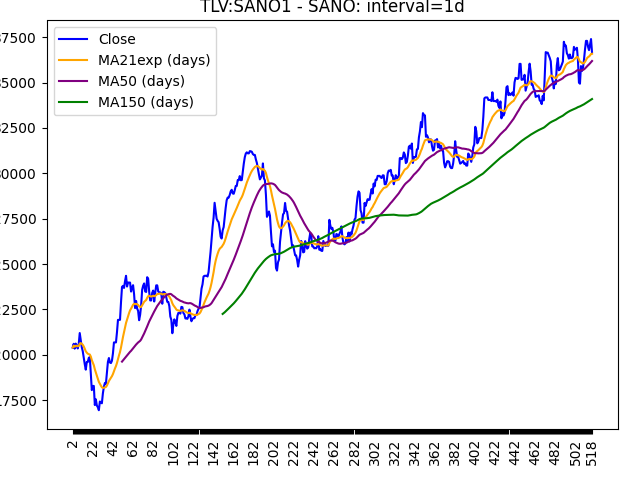 TLV:SANO1 - SANO: interval=1d
Close
MA21exp (days)
MA50 (days)
MA150 (days)
7500
5000
2500
0000
7500
5000
2500
0000
7500
2 22 42 62 82 102 122 142 162 182 202 222 242 262 282 302 322 342 362 382 402 422 442 462 482 502 518